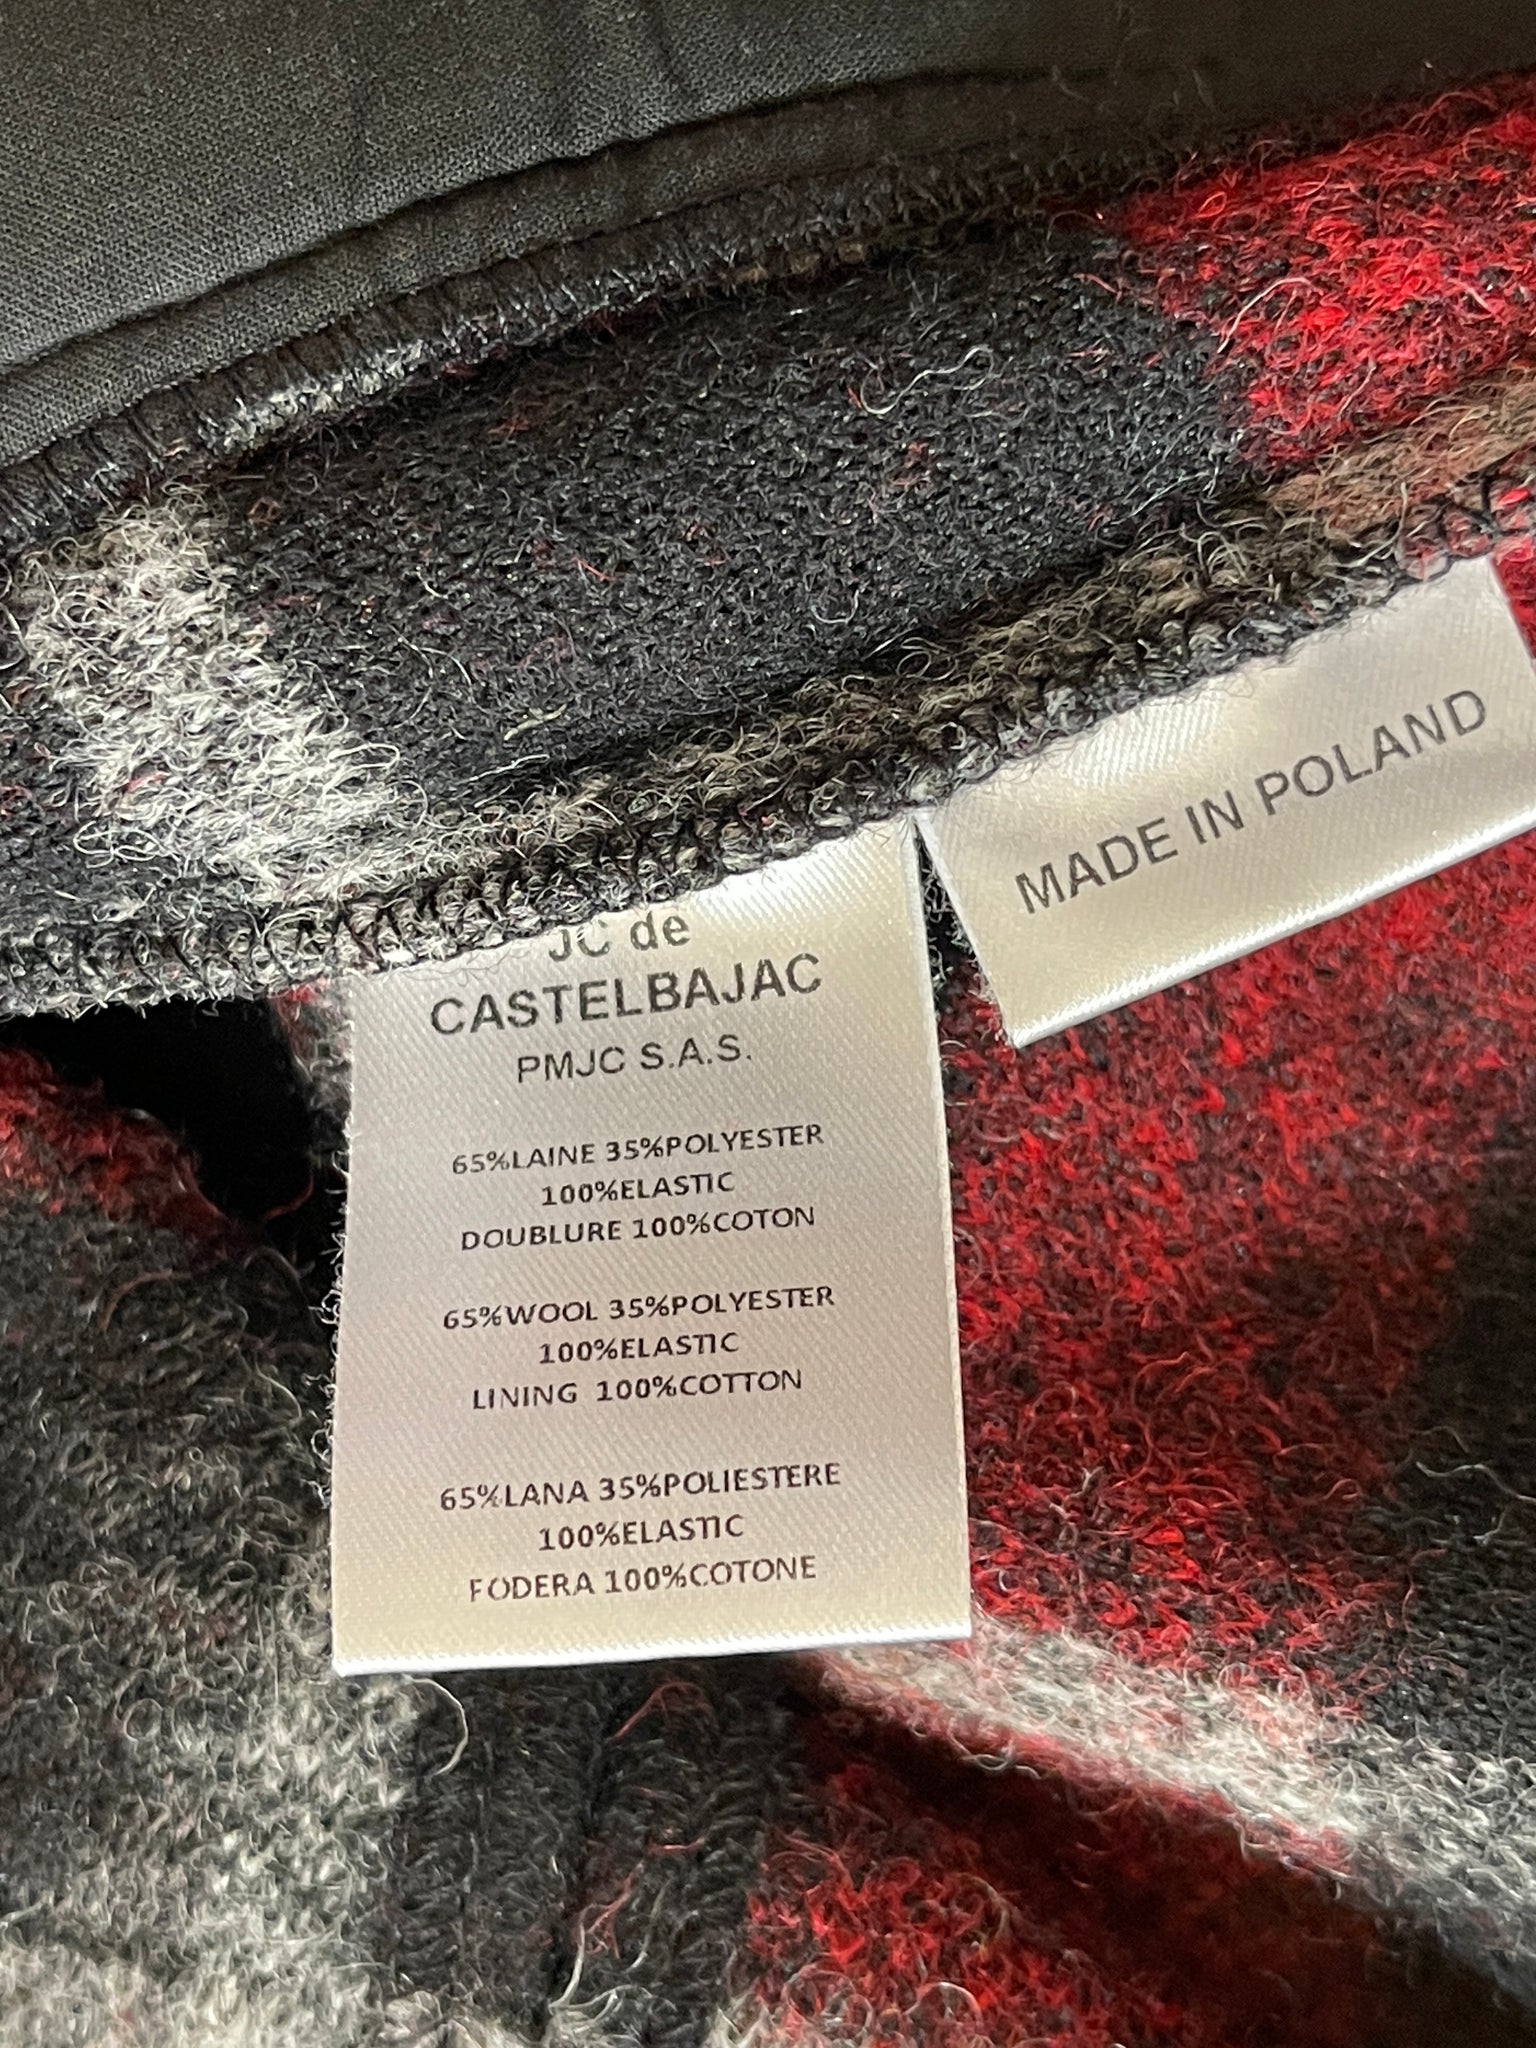 JC de
CASTELBAJAC
PMJC S.A.S.
65%LAINE 35%POLYESTER
100%ELASTIC
DOUBLURE 100%COTON
65%WOOL 35%POLYESTER
100%ELASTIC
LINING 100%COTTON
65%LANA 35%POLIESTERE
100%ELASTIC
FODERA 100%COTONE
MADE IN POLAND